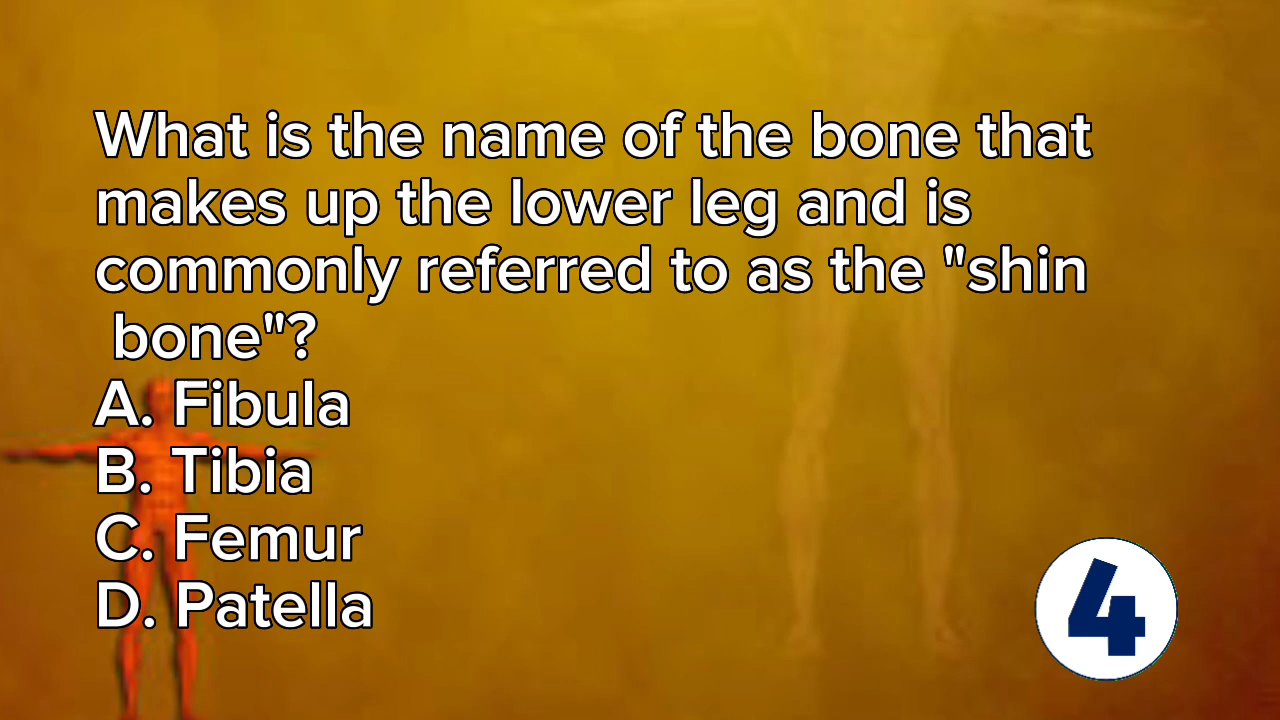 What is the name of the bone that
makes up the lower leg and is
commonly referred to as the "shin
bone"?
A. Fibula
B. Tibia
C. Femur
D. Patella
4